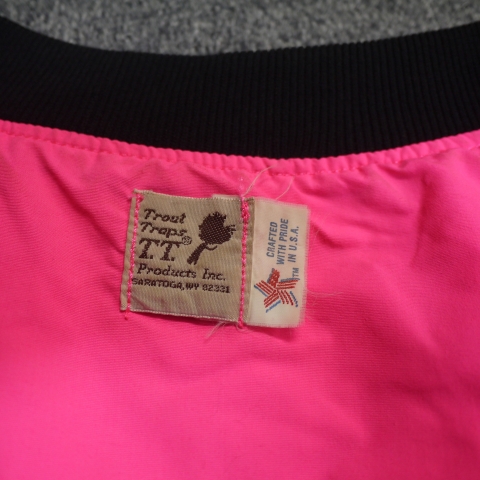 Trout
Traps®
T.T.
Products Inc.
SARATOGA, WY 82331
CRAFTED
WITH PRIDE
IN U.S.A.
TM